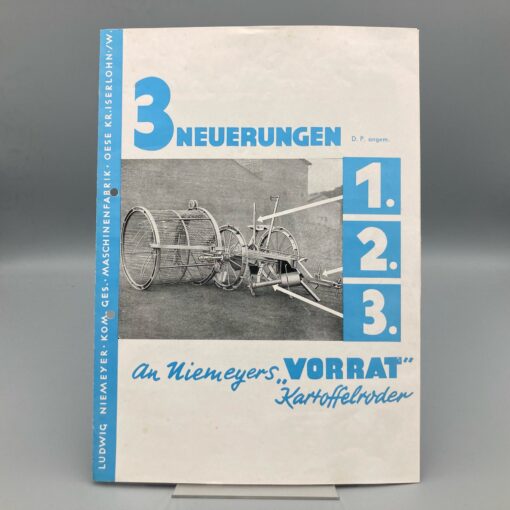 3 NEUERUNGEN D. P. angem.
1.
2.
3.
an Niemeyers „VORRAT“
Kartoffelroder
LUDWIG NIEMEYER · KOM. GES. MASCHINENFABRIK · OESE KR. ISERLOHN·/W.